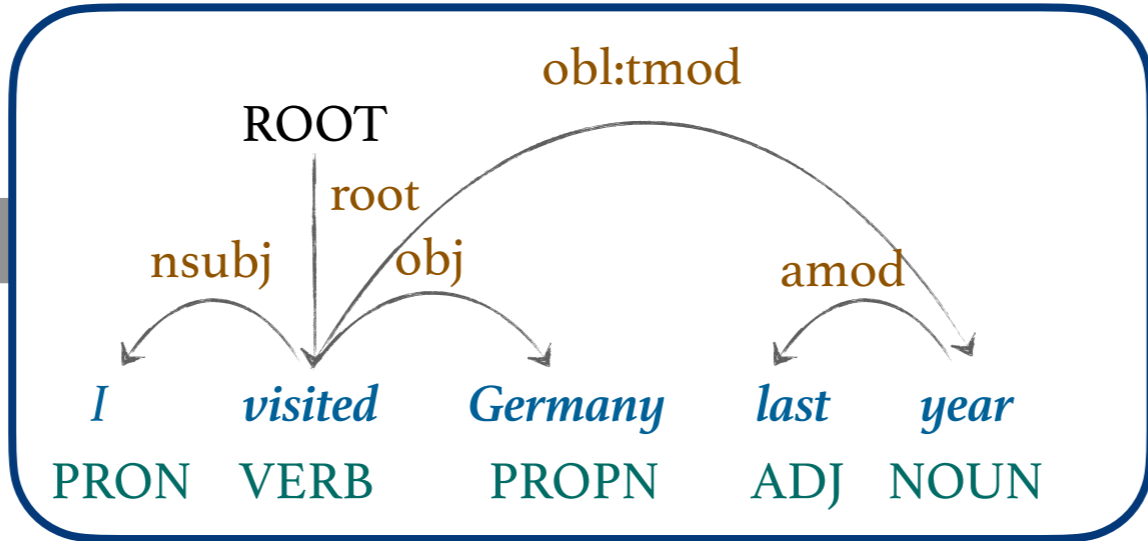 obl:tmod
ROOT
root
nsubj obj amod
I visited Germany last year
PRON VERB PROPN ADJ NOUN